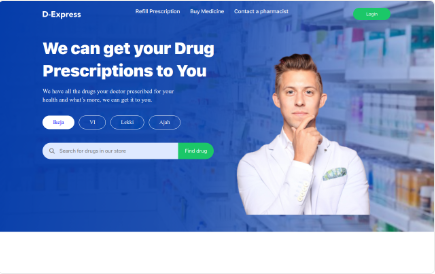 D-Express
Refill Prescription Buy Medicine Contact a pharmacist
Login
We can get your Drug
Prescriptions to You
We have all the drugs your doctor prescribed for your
health and what's more, we can get it to you.
Ikeja VI Lekki Ajah
Search for drugs in our store Find drug